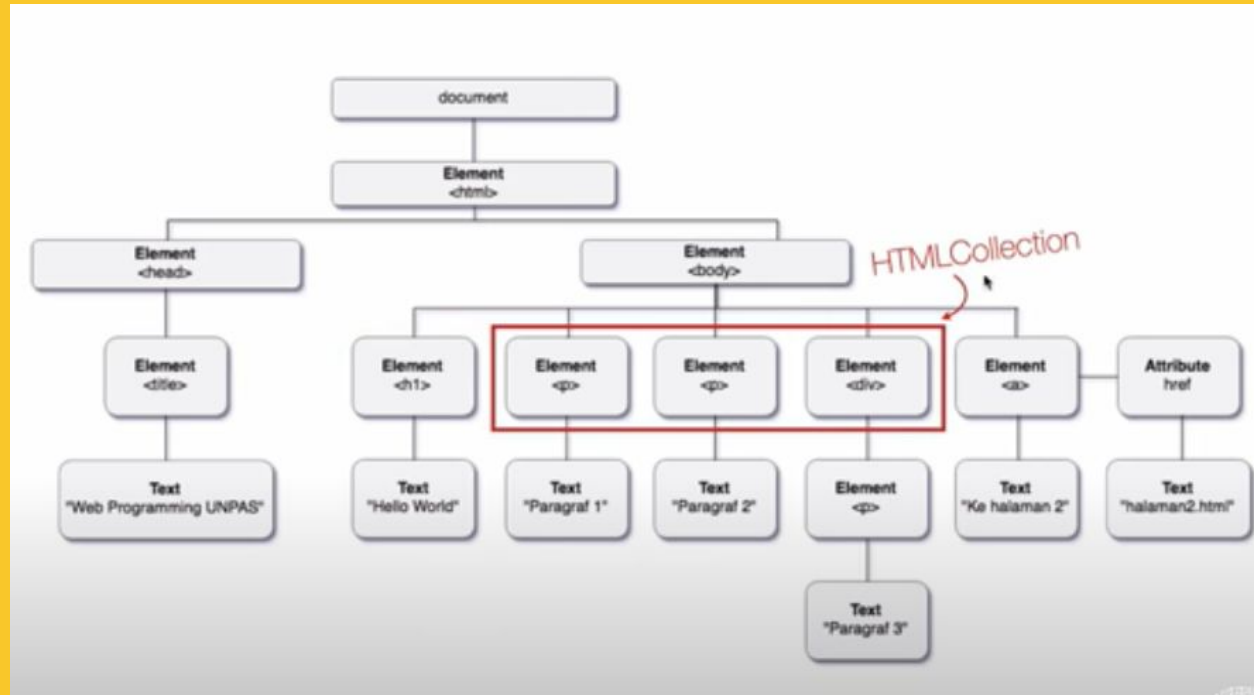 document
Element
<html>
Element
<head>
Element
<body>
HTMLCollection
Element
<title>
Element
<h1>
Element
<p>
Element
<p>
Element
<div>
Element
<a>
Attribute
href
Text
"Web Programming UNPAS"
Text
"Hello World"
Text
"Paragraf 1"
Text
"Paragraf 2"
Element
<p>
Text
"Ke halaman 2"
Text
"halaman2.html"
Text
"Paragraf 3"